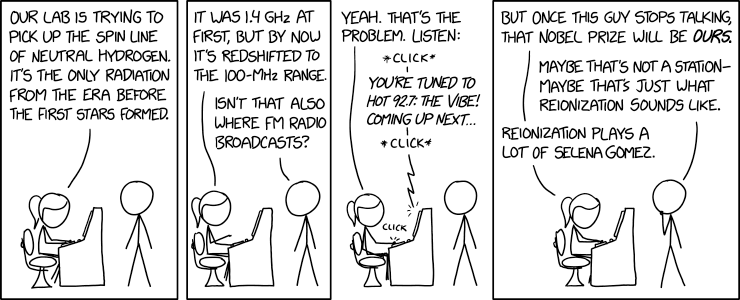 OUR LAB IS TRYING TO
PICK UP THE SPIN LINE
OF NEUTRAL HYDROGEN.
IT'S THE ONLY RADIATION
FROM THE ERA BEFORE
THE FIRST STARS FORMED.
IT WAS 1.4 GHz AT
FIRST, BUT BY NOW
IT'S REDSHIFTED TO
THE 100-MHz RANGE.
ISN'T THAT ALSO
WHERE FM RADIO
BROADCASTS?
YEAH. THAT'S THE
PROBLEM. LISTEN:
*CLICK*
YOU'RE TUNED TO
HOT 92.7: THE VIBE!
COMING UP NEXT...
*CLICK*
CLICK
BUT ONCE THIS GUY STOPS TALKING,
THAT NOBEL PRIZE WILL BE OURS.
MAYBE THAT'S NOT A STATION–
MAYBE THAT'S JUST WHAT
REIONIZATION SOUNDS LIKE.
REIONIZATION PLAYS A
LOT OF SELENA GOMEZ.